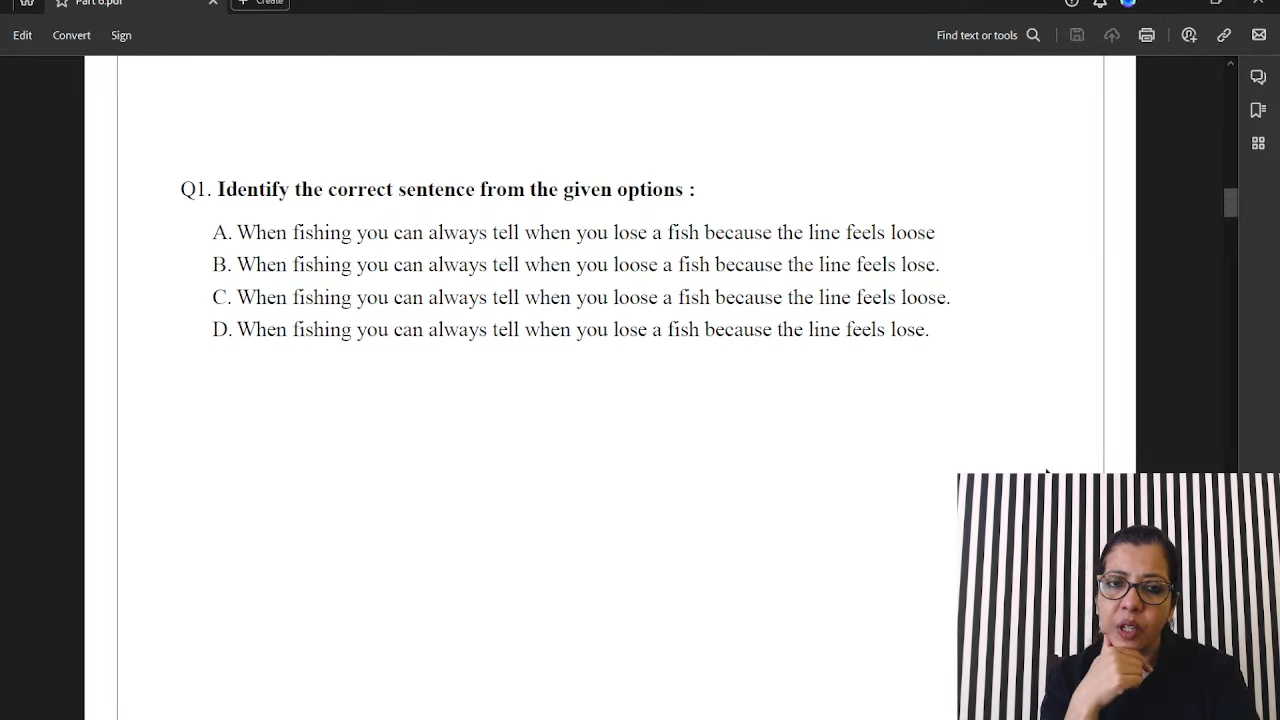 Part 6.pdf
Create
Edit Convert Sign Find text or tools
Q1. Identify the correct sentence from the given options :
A. When fishing you can always tell when you lose a fish because the line feels loose
B. When fishing you can always tell when you loose a fish because the line feels lose.
C. When fishing you can always tell when you loose a fish because the line feels loose.
D. When fishing you can always tell when you lose a fish because the line feels lose.